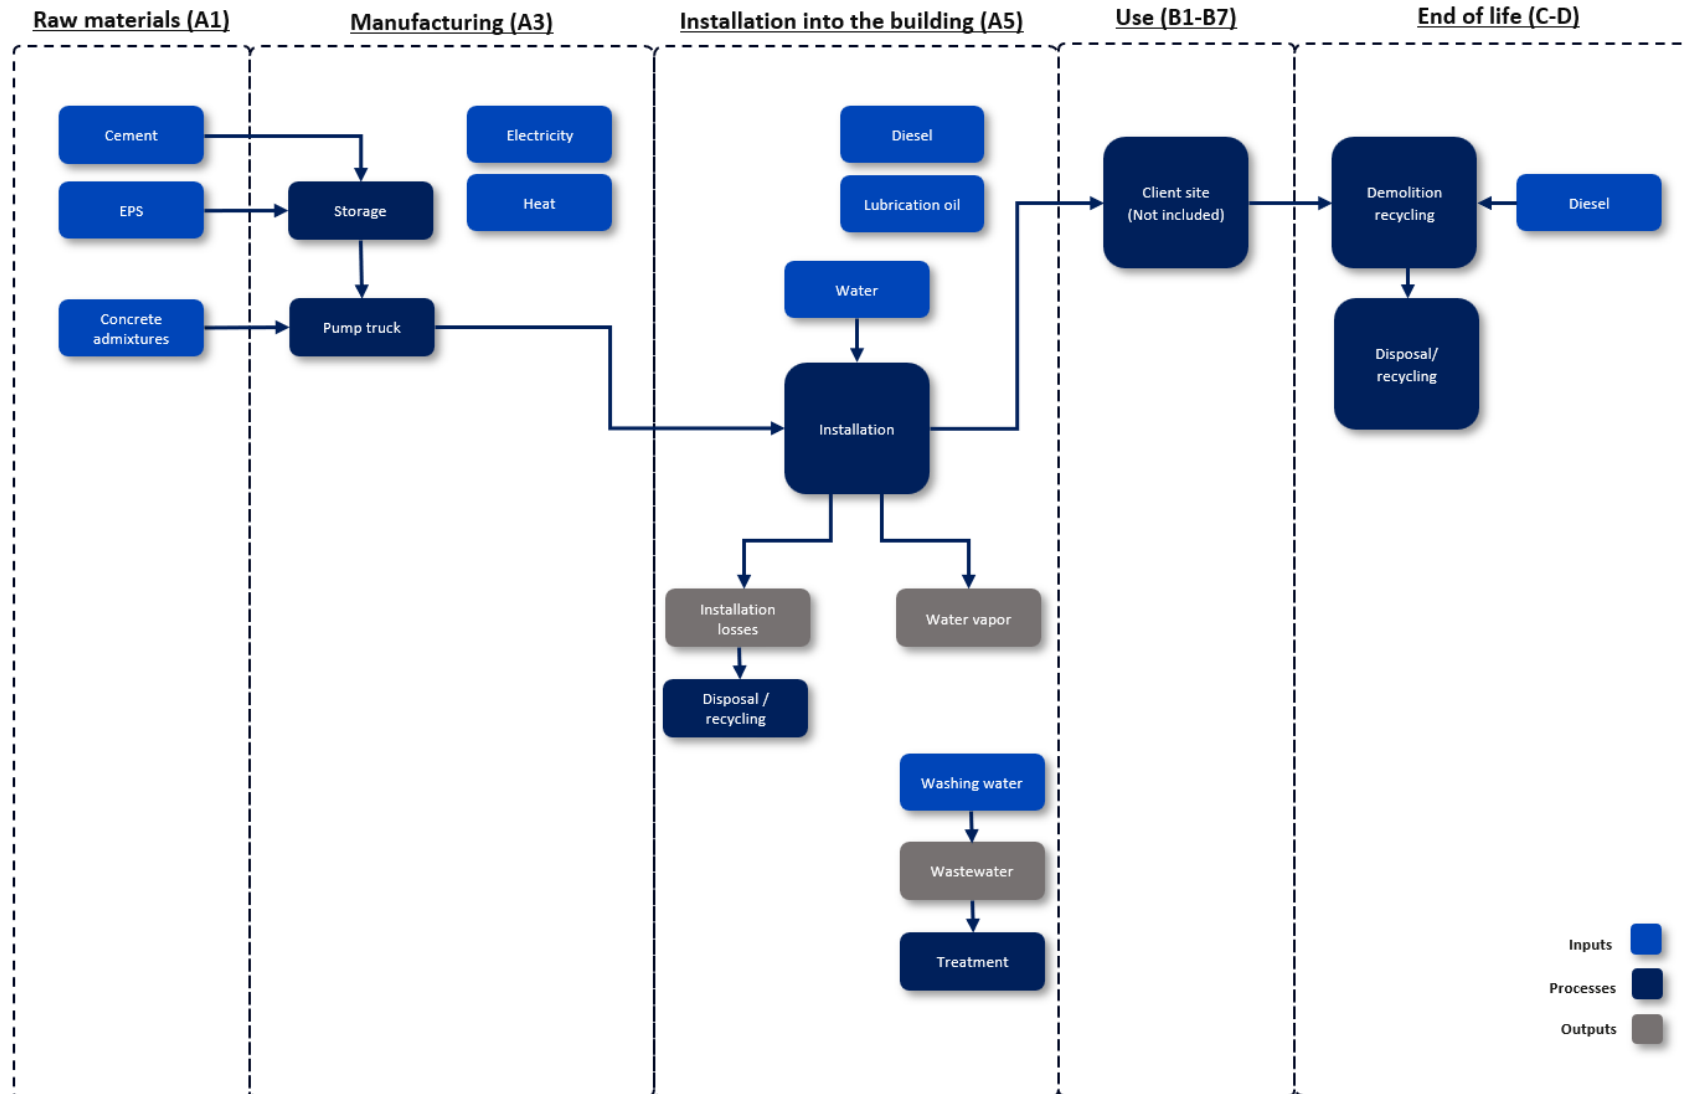 Raw materials (A1)
Manufacturing (A3)
Installation into the building (A5)
Use (B1-B7)
End of life (C-D)
Cement
EPS
Concrete
admixtures
Storage
Pump truck
Electricity
Heat
Diesel
Lubrication oil
Water
Installation
Installation
losses
Disposal /
recycling
Water vapor
Washing water
Wastewater
Treatment
Client site
(Not included)
Demolition
recycling
Diesel
Disposal/
recycling
Inputs
Processes
Outputs